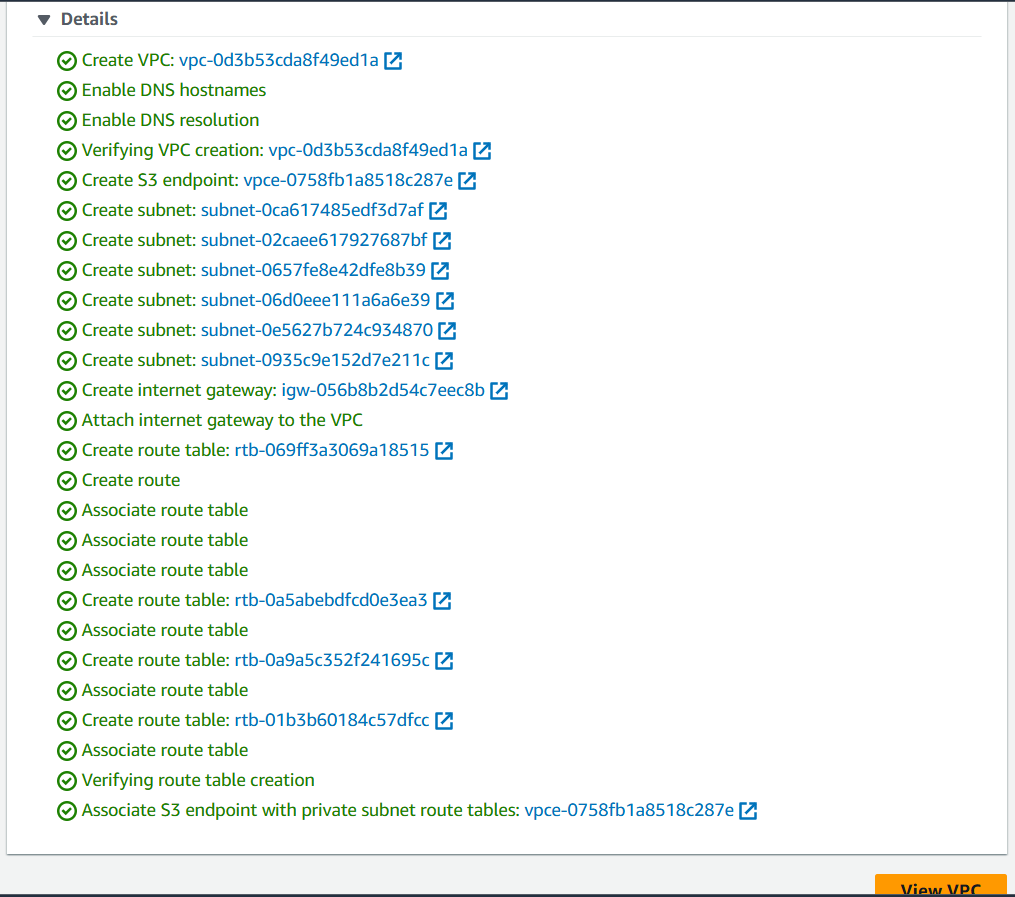 Details
Create VPC: vpc-0d3b53cda8f49ed1a
Enable DNS hostnames
Enable DNS resolution
Verifying VPC creation: vpc-0d3b53cda8f49ed1a
Create S3 endpoint: vpce-0758fb1a8518c287e
Create subnet: subnet-0ca617485edf3d7af
Create subnet: subnet-02caee617927687bf
Create subnet: subnet-0657fe8e42dfe8b39
Create subnet: subnet-06d0eee111a6a6e39
Create subnet: subnet-0e5627b724c934870
Create subnet: subnet-0935c9e152d7e211c
Create internet gateway: igw-056b8b2d54c7eec8b
Attach internet gateway to the VPC
Create route table: rtb-069ff3a3069a18515
Create route
Associate route table
Associate route table
Associate route table
Create route table: rtb-0a5abebdfcd0e3ea3
Associate route table
Create route table: rtb-0a9a5c352f241695c
Associate route table
Create route table: rtb-01b3b60184c57dfcc
Associate route table
Verifying route table creation
Associate S3 endpoint with private subnet route tables: vpce-0758fb1a8518c287e
View VPC